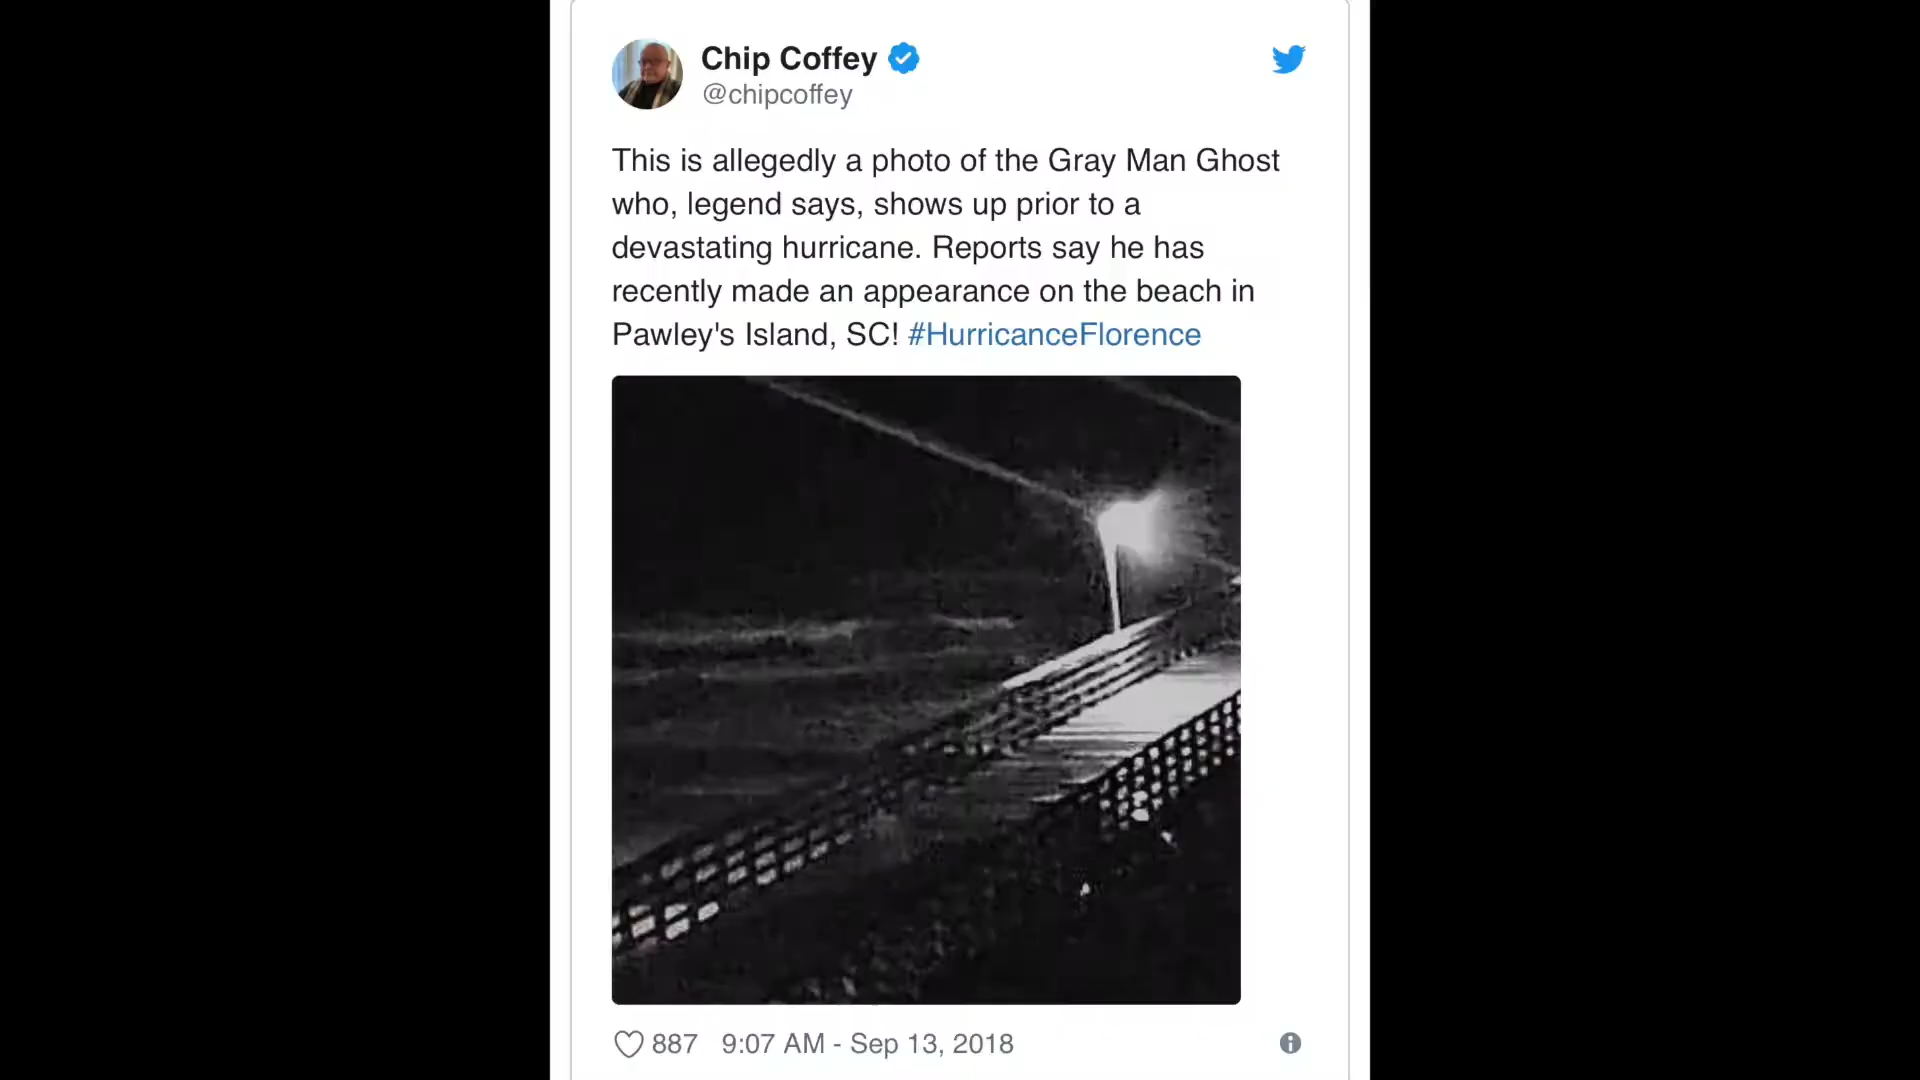 Chip Coffey
@chipcoffey
This is allegedly a photo of the Gray Man Ghost
who, legend says, shows up prior to a
devastating hurricane. Reports say he has
recently made an appearance on the beach in
Pawley's Island, SC! #HurricanceFlorence
887 9:07 AM - Sep 13, 2018